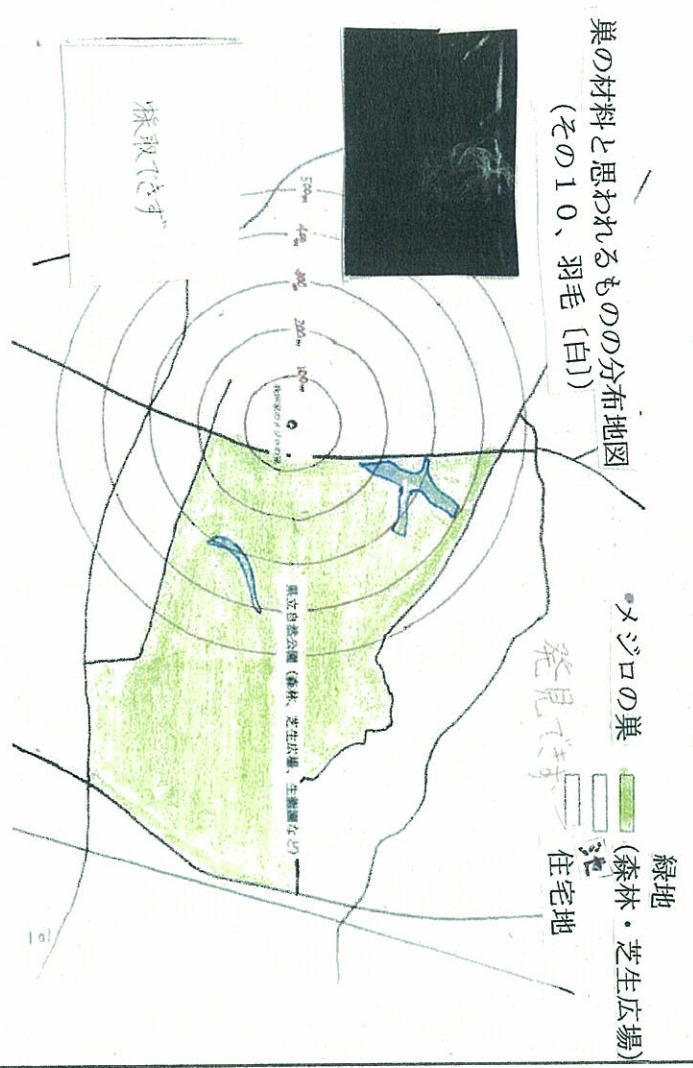 巣の材料と思われるものの分布地図
(その10、羽毛〔白〕)
採取できず
500m
400m
300m
200m
100m
県立自然公園（森林、芝生広場、生物園など）
メジロの巣
発見できず
緑地
(森林・芝生広場)
池
住宅地